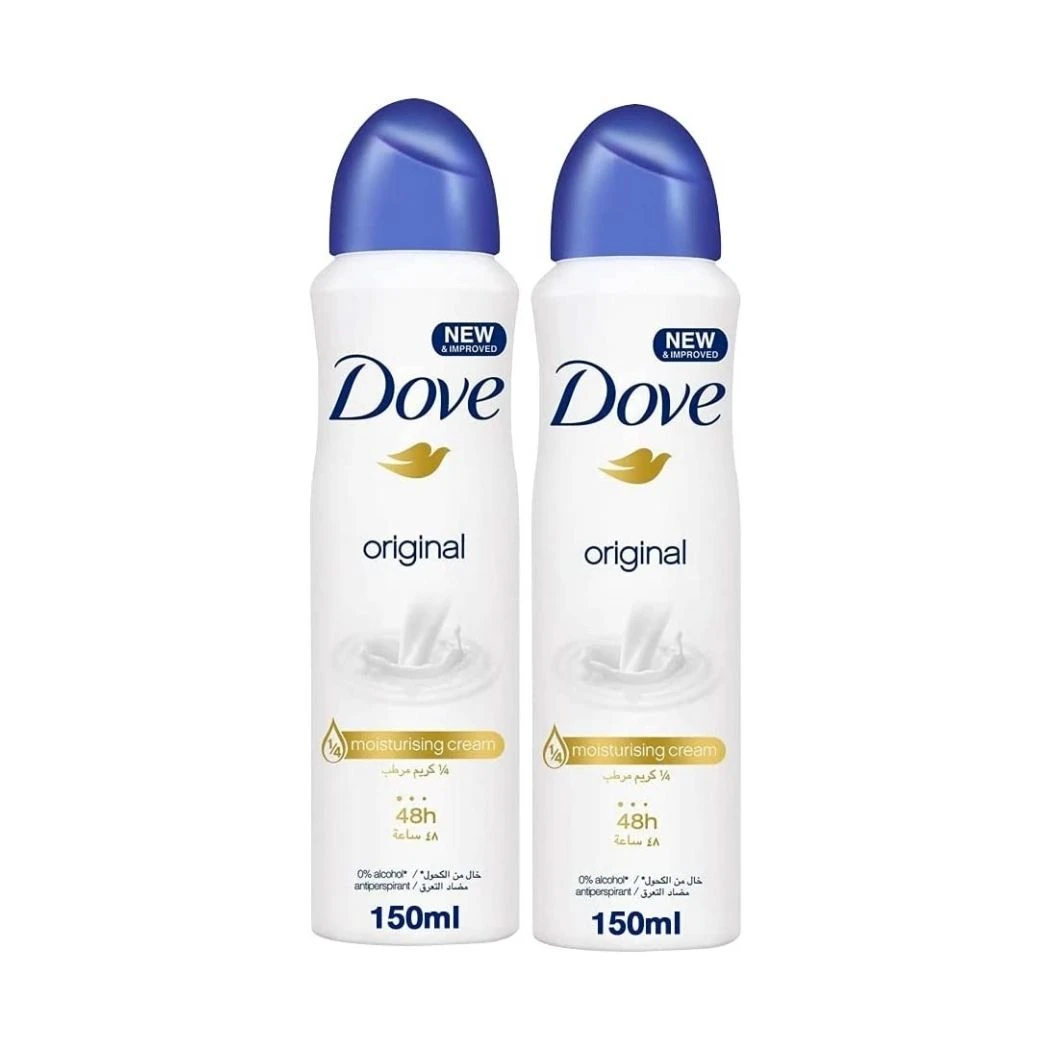 NEW
& IMPROVED
Dove
original
1/4 moisturising cream
¼ كريم مرطب
48h
٤٨ ساعة
0% alcohol* / *خال من الكحول
antiperspirant / مضاد التعرق
150ml
NEW
& IMPROVED
Dove
original
1/4 moisturising cream
¼ كريم مرطب
48h
٤٨ ساعة
0% alcohol* / *خال من الكحول
antiperspirant / مضاد التعرق
150ml